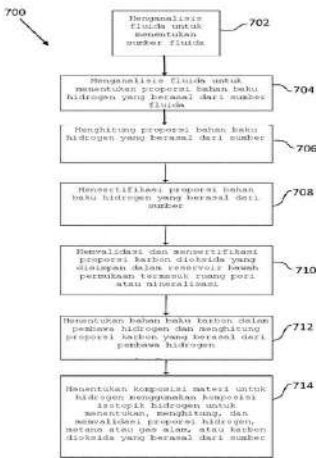 700
Menganalisis
fluida untuk
menentukan
sumber fluida
702
Menganalisis fluida untuk
menentukan proporsi bahan baku
hidrogen yang berasal dari sumber
fluida
704
Menghitung proporsi bahan baku
hidrogen yang berasal dari sumber
706
Mensertifikasi proporsi bahan
baku hidrogen yang berasal dari
sumber
708
Memvalidasi dan mensertifikasi
proporsi karbon dioksida yang
disimpan dalam reservoir bawah
permukaan termasuk ruang pori
atau mineralisasi
710
Menentukan bahan baku karbon dalam
pembawa hidrogen dan menghitung
proporsi karbon yang berasal dari
pembawa hidrogen
712
Menentukan komposisi materi untuk
hidrogen menggunakan komposisi
isotopik hidrogen untuk
menentukan, menghitung, dan
memvalidasi proporsi hidrogen,
metana atau gas alam, atau karbon
dioksida yang berasal dari sumber
714